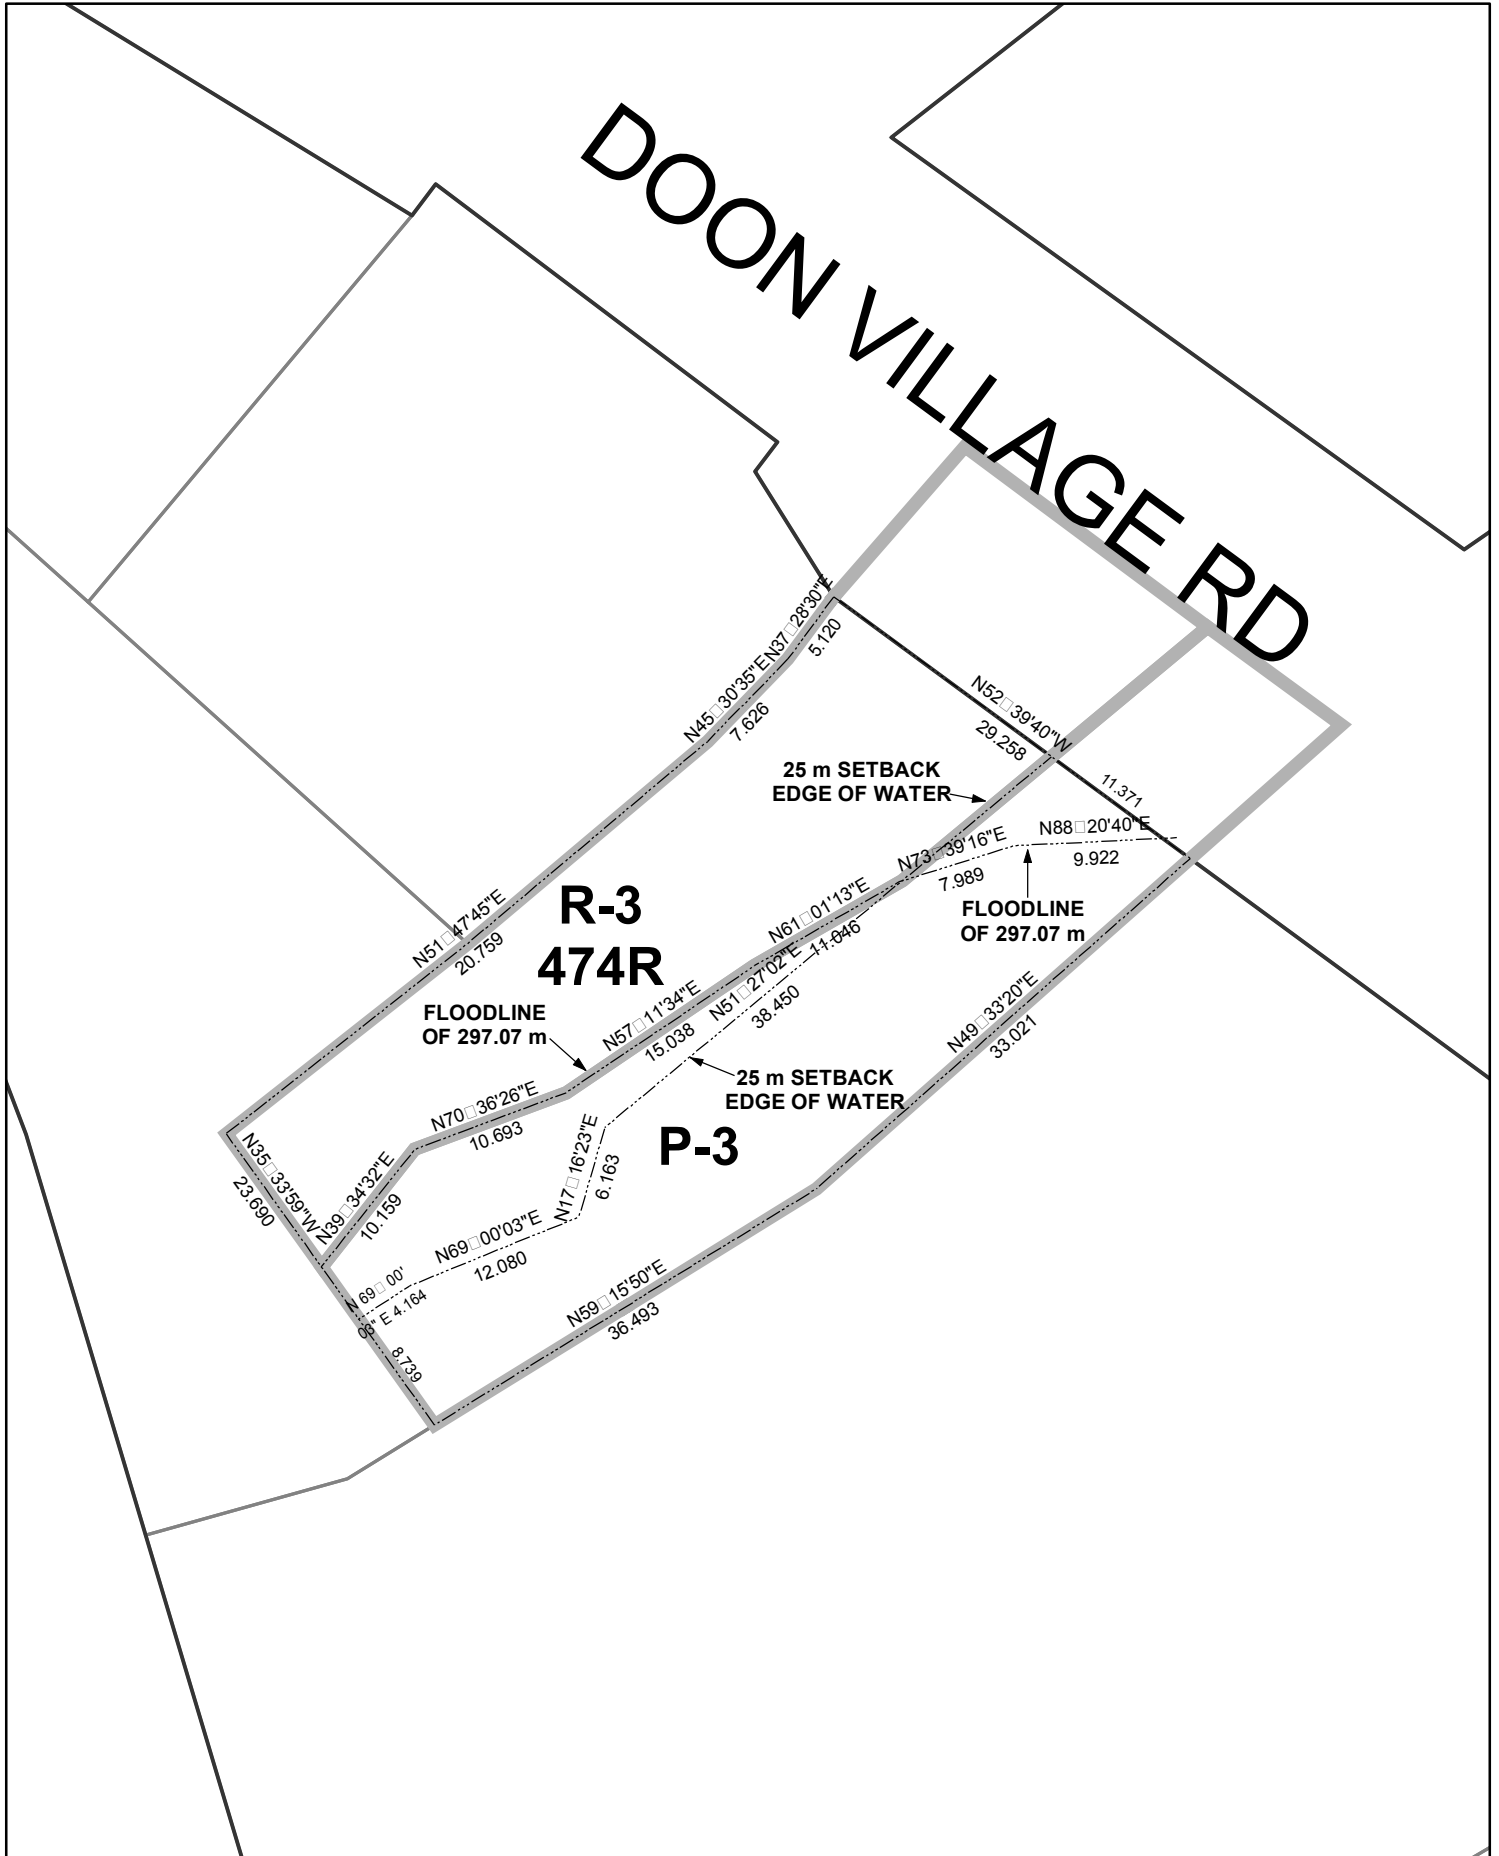 DOON VILLAGE RD
N37□28'30"E
5.120
N45□30'35"E
7.626
N52□39'40"W
29.258
25 m SETBACK
EDGE OF WATER
11.371
N88□20'40"E
9.922
N73□39'16"E
7.989
FLOODLINE
OF 297.07 m
R-3
474R
N51□47'45"E
20.759
N61□01'13"E
11.046
N51□27'02"E
38.450
N57□11'34"E
15.038
FLOODLINE
OF 297.07 m
N49□33'20"E
33.021
25 m SETBACK
EDGE OF WATER
N70□36'26"E
10.693
P-3
N17□16'23"E
6.163
N35□33'59"W
23.690
N39□34'32"E
10.159
N69□00'03"E
12.080
N 69□ 00'
03" E 4.164
8.739
N59□15'50"E
36.493